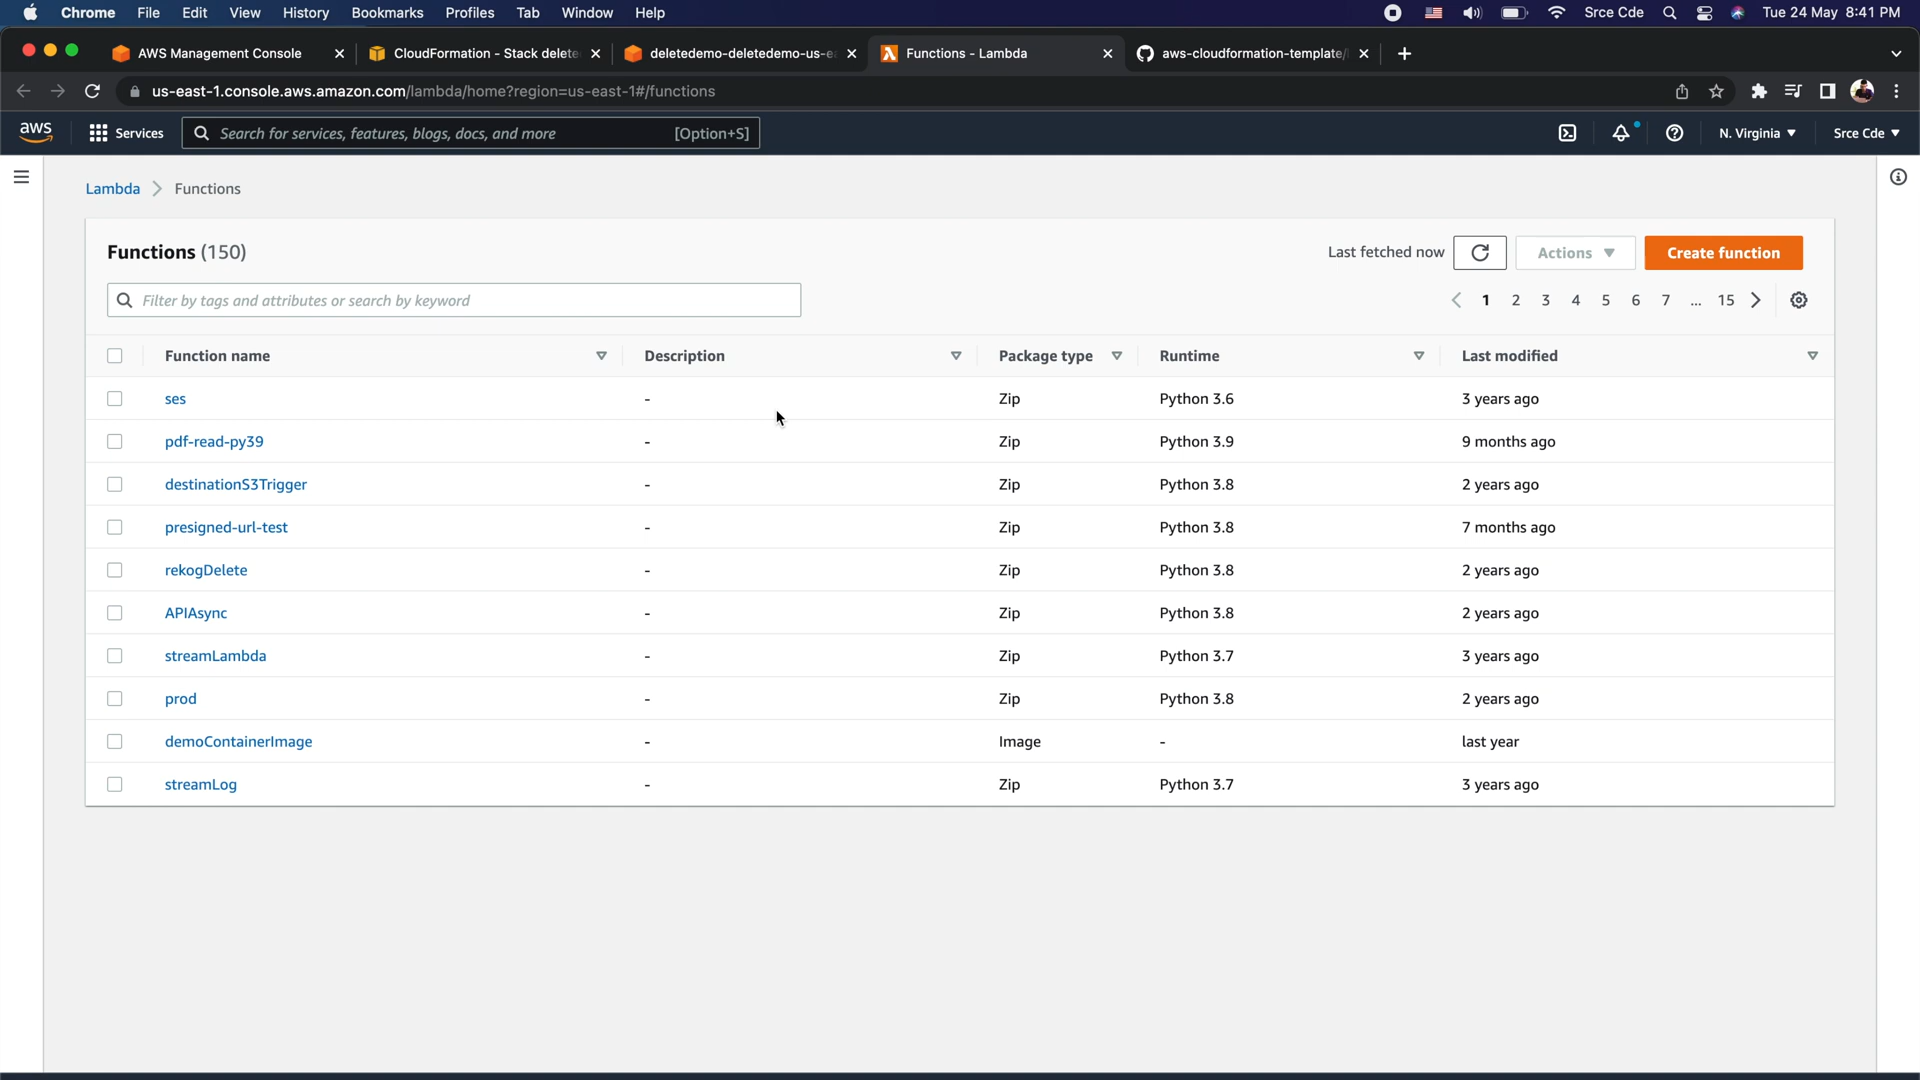 Chrome File Edit View History Bookmarks Profiles Tab Window Help Srce Cde Tue 24 May 8:41 PM
AWS Management Console CloudFormation - Stack delete deletedemo-deletedemo-us-ea Functions - Lambda aws-cloudformation-template/
us-east-1.console.aws.amazon.com/lambda/home?region=us-east-1#/functions
aws Services Search for services, features, blogs, docs, and more [Option+S] N. Virginia Srce Cde
Lambda Functions
Functions (150) Last fetched now Actions Create function
Filter by tags and attributes or search by keyword 1 2 3 4 5 6 7 ... 15
Function name Description Package type Runtime Last modified
ses - Zip Python 3.6 3 years ago
pdf-read-py39 - Zip Python 3.9 9 months ago
destinationS3Trigger - Zip Python 3.8 2 years ago
presigned-url-test - Zip Python 3.8 7 months ago
rekogDelete - Zip Python 3.8 2 years ago
APIAsync - Zip Python 3.8 2 years ago
streamLambda - Zip Python 3.7 3 years ago
prod - Zip Python 3.8 2 years ago
demoContainerImage - Image - last year
streamLog - Zip Python 3.7 3 years ago